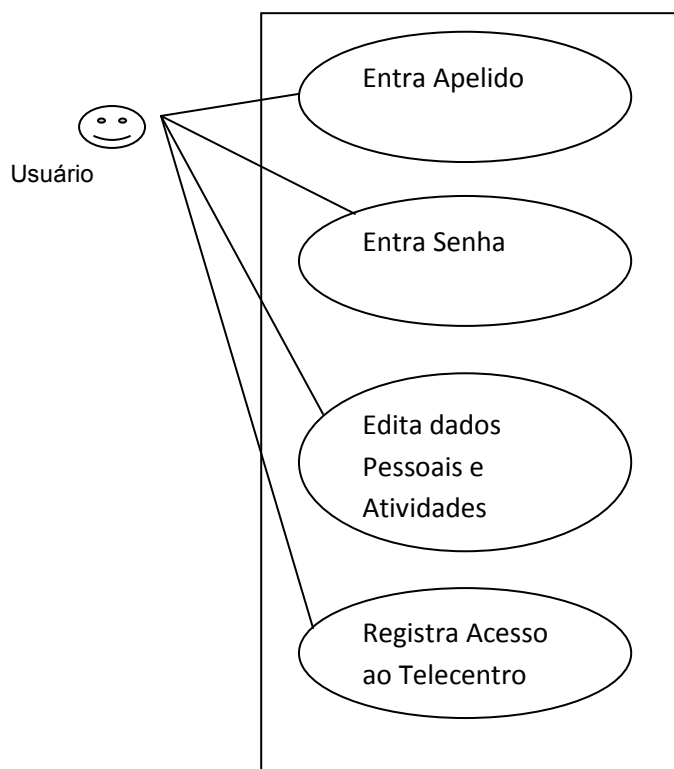 Entra Apelido
Usuário
Entra Senha
Edita dados
Pessoais e
Atividades
Registra Acesso
ao Telecentro